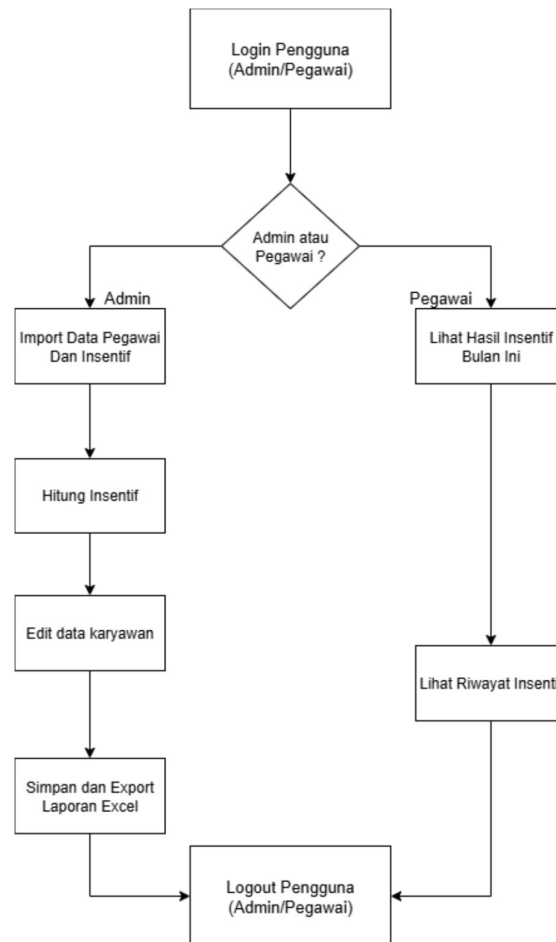 Login Pengguna
(Admin/Pegawai)
Admin atau
Pegawai ?
Admin
Pegawai
Import Data Pegawai
Dan Insentif
Lihat Hasil Insentif
Bulan Ini
Hitung Insentif
Edit data karyawan
Lihat Riwayat Insenti
Simpan dan Export
Laporan Excel
Logout Pengguna
(Admin/Pegawai)